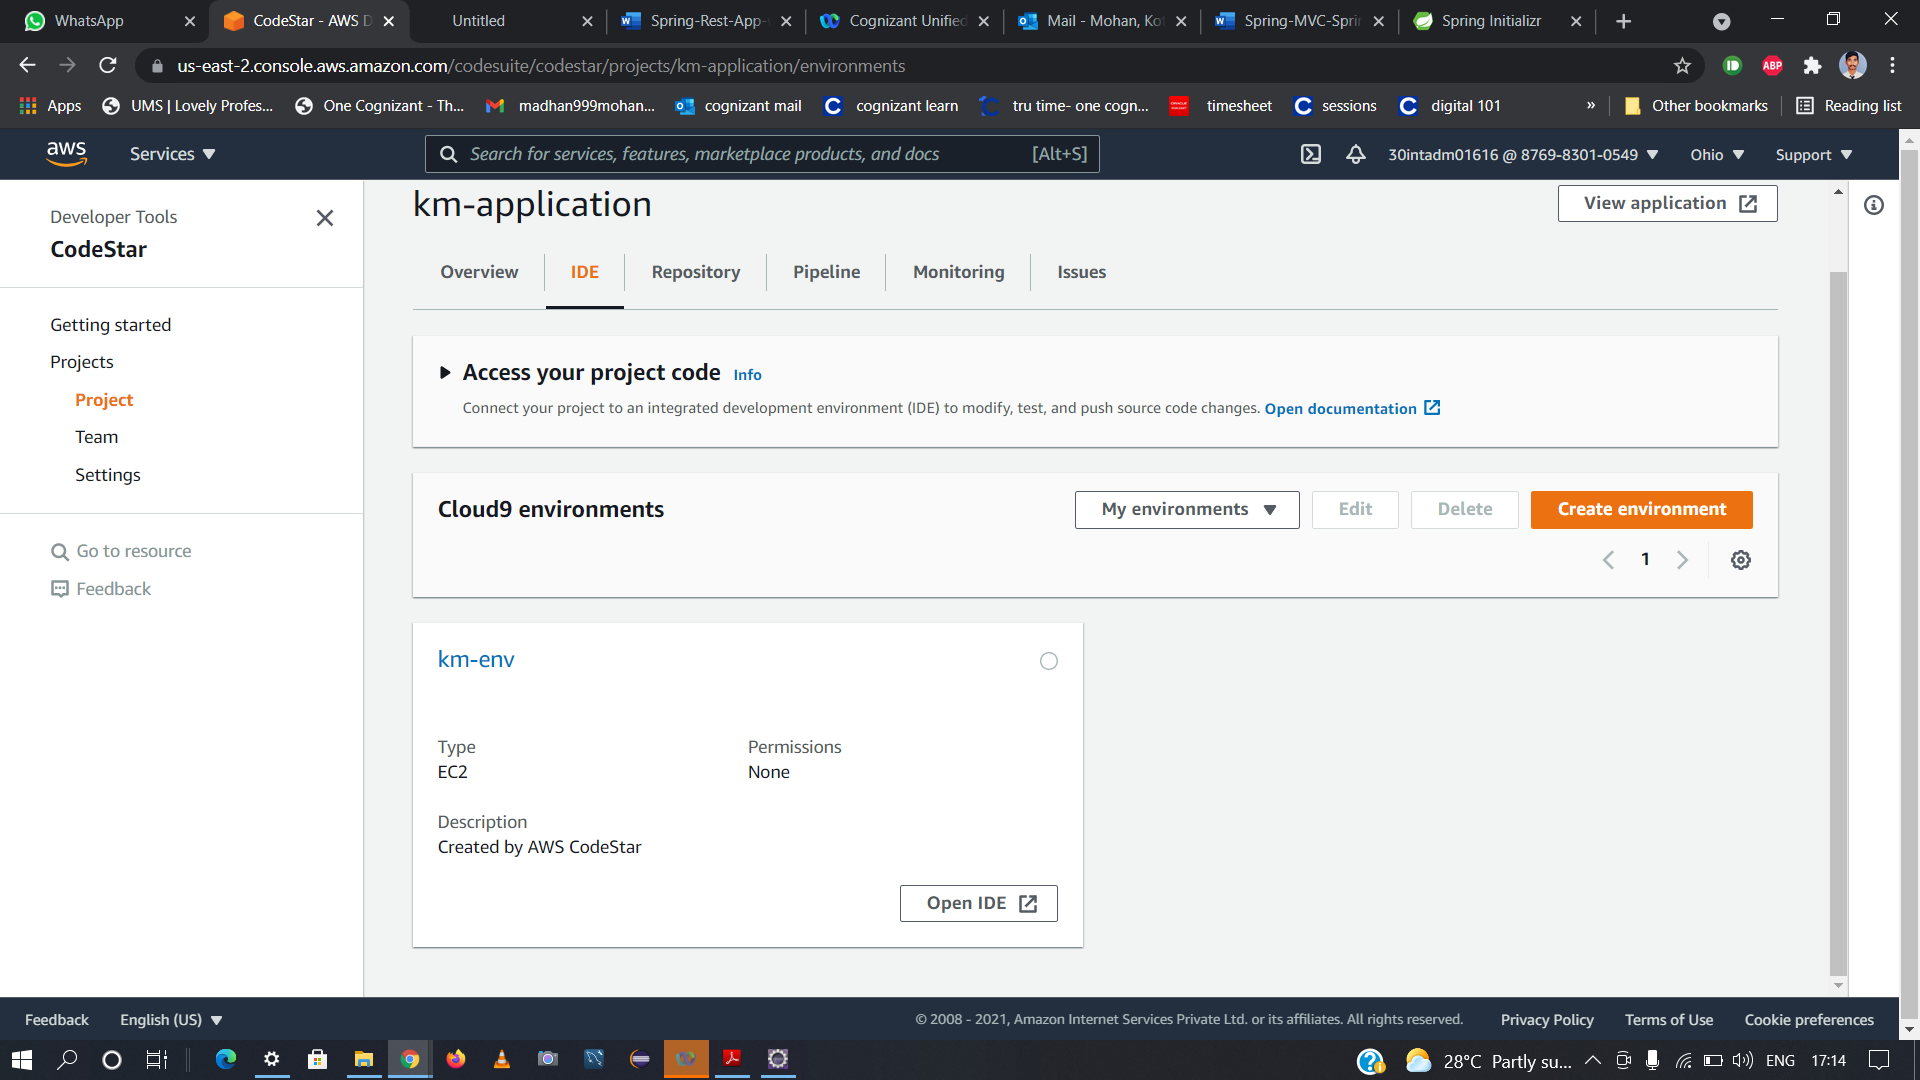 WhatsApp
CodeStar - AWS D
Untitled
Spring-Rest-App-
Cognizant Unified
Mail - Mohan, Ko
Spring-MVC-Sprin
Spring Initializr
us-east-2.console.aws.amazon.com/codesuite/codestar/projects/km-application/environments
ABP
Apps
UMS | Lovely Profes...
One Cognizant - Th...
madhan999mohan...
cognizant mail
cognizant learn
tru time- one cogn...
timesheet
sessions
digital 101
»
Other bookmarks
Reading list
aws
Services
Search for services, features, marketplace products, and docs
[Alt+S]
30intadm01616 @ 8769-8301-0549
Ohio
Support
Developer Tools
CodeStar
Getting started
Projects
Project
Team
Settings
Go to resource
Feedback
km-application
View application
Overview
IDE
Repository
Pipeline
Monitoring
Issues
Access your project code Info
Connect your project to an integrated development environment (IDE) to modify, test, and push source code changes. Open documentation
Cloud9 environments
My environments
Edit
Delete
Create environment
1
km-env
Type
EC2
Permissions
None
Description
Created by AWS CodeStar
Open IDE
Feedback
English (US)
© 2008 - 2021, Amazon Internet Services Private Ltd. or its affiliates. All rights reserved.
Privacy Policy
Terms of Use
Cookie preferences
28°C Partly su...
ENG
17:14